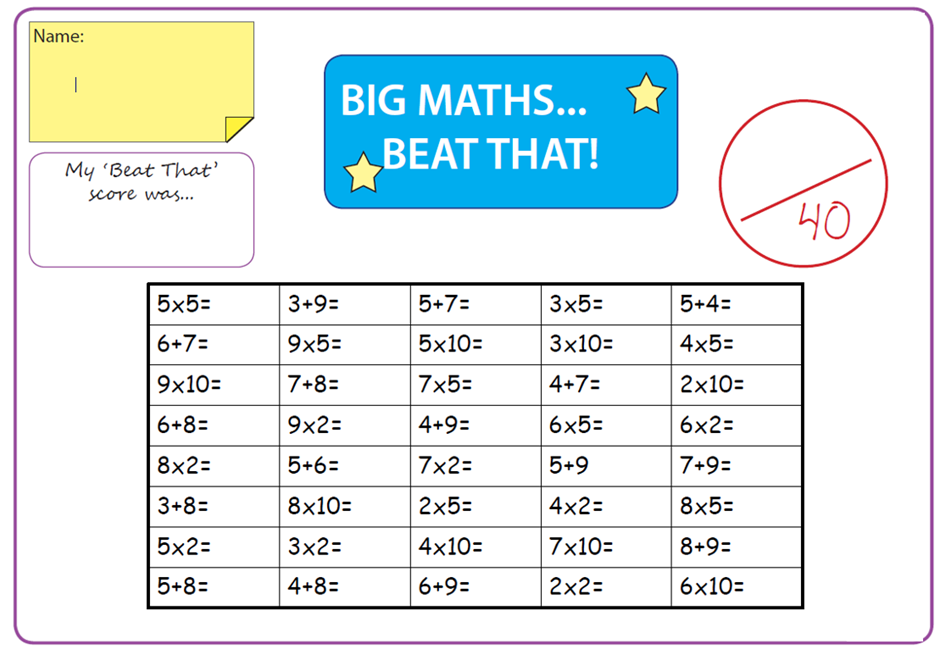 Name:
BIG MATHS...
BEAT THAT!
My ‘Beat That’
score was...
40
5x5= 3+9= 5+7= 3x5= 5+4=
6+7= 9x5= 5x10= 3x10= 4x5=
9x10= 7+8= 7x5= 4+7= 2x10=
6+8= 9x2= 4+9= 6x5= 6x2=
8x2= 5+6= 7x2= 5+9 7+9=
3+8= 8x10= 2x5= 4x2= 8x5=
5x2= 3x2= 4x10= 7x10= 8+9=
5+8= 4+8= 6+9= 2x2= 6x10=